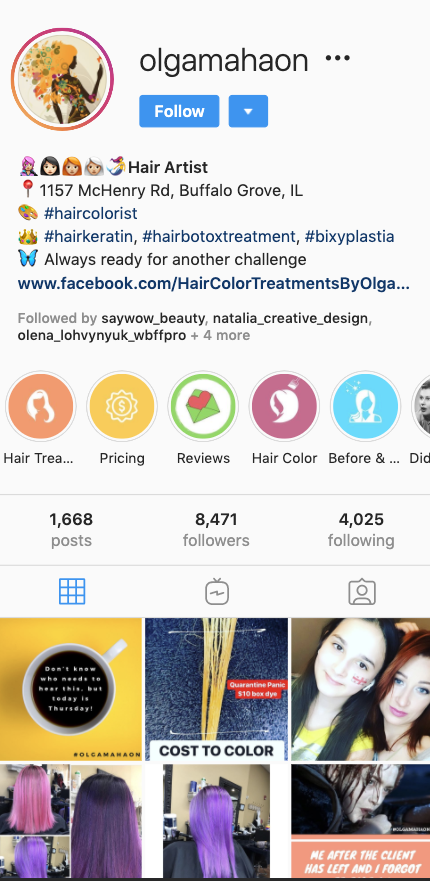 olgamahaon •••
Follow
Hair Artist
1157 McHenry Rd, Buffalo Grove, IL
#haircolorist
#hairkeratin, #hairbotoxtreatment, #bixyplastia
Always ready for another challenge
www.facebook.com/HairColorTreatmentsByOlga...
Followed by saywow_beauty, natalia_creative_design,
olena_lohvynyuk_wbffpro + 4 more
Hair Trea... Pricing Reviews Hair Color Before & ... Did
1,668 8,471 4,025
posts followers following
Don't know
who needs to
hear this, but
today is
Thursday!
#OLGAMAHAON
Quarantine Panic
$10 box dye
COST TO COLOR
#OLGAMAHAON
ME AFTER THE CLIENT
HAS LEFT AND I FORGOT